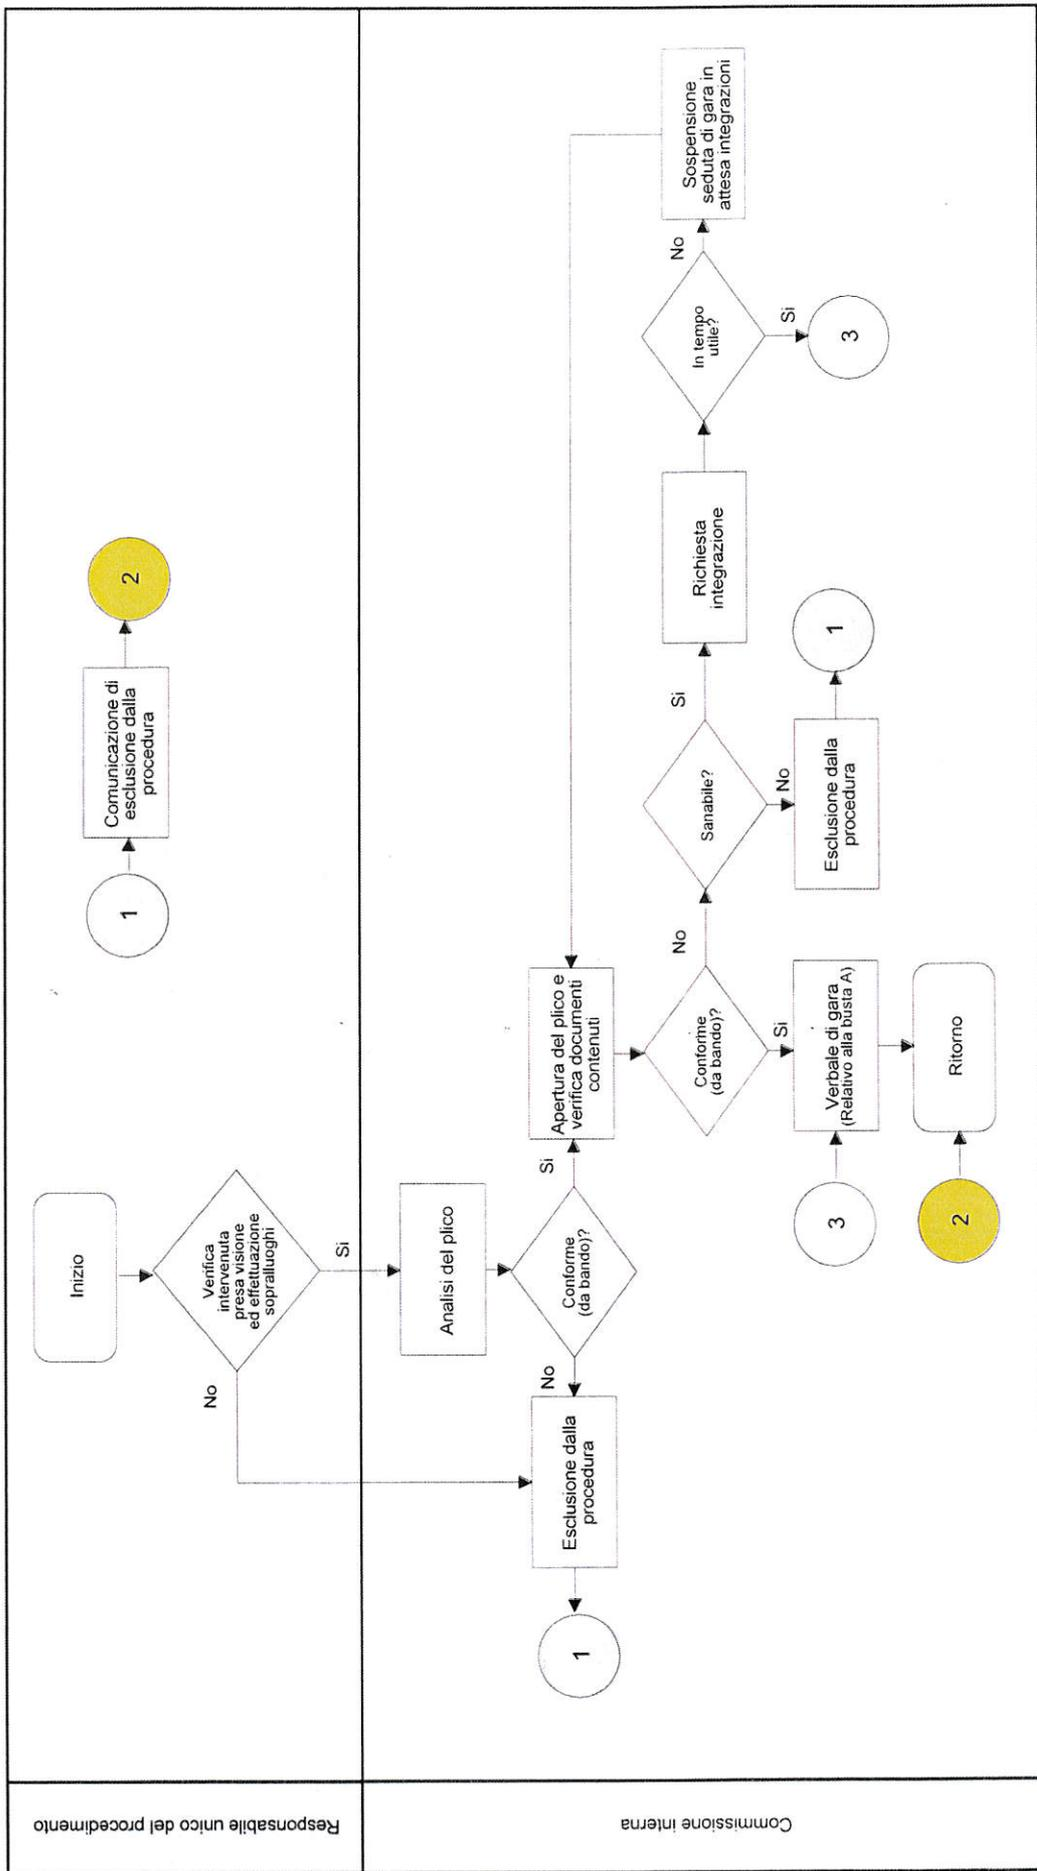 Responsabile unico del procedimento
Inizio
Verifica
intervenuta
presa visione
ed effettuazione
sopralluoghi
No
Si
1
Comunicazione di
esclusione dalla
procedura
2
Commissione interna
Analisi del plico
Conforme
(da bando)?
No
Si
Esclusione dalla
procedura
1
Apertura del plico e
verifica documenti
contenuti
Conforme
(da bando)?
No
Si
Sanabile?
Si
No
Richiesta
integrazione
In tempo
utile?
No
Si
Sospensione
seduta di gara in
attesa integrazioni
3
Esclusione dalla
procedura
1
3
Verbale di gara
(Relativo alla busta A)
2
Ritorno